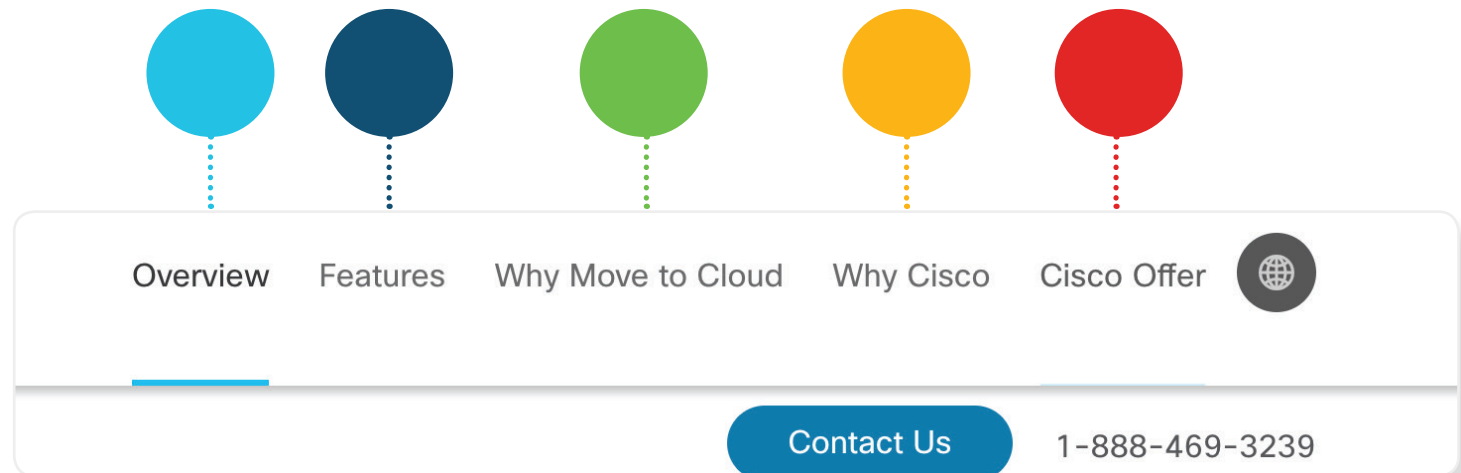 Overview Features Why Move to Cloud Why Cisco Cisco Offer
Contact Us 1-888-469-3239